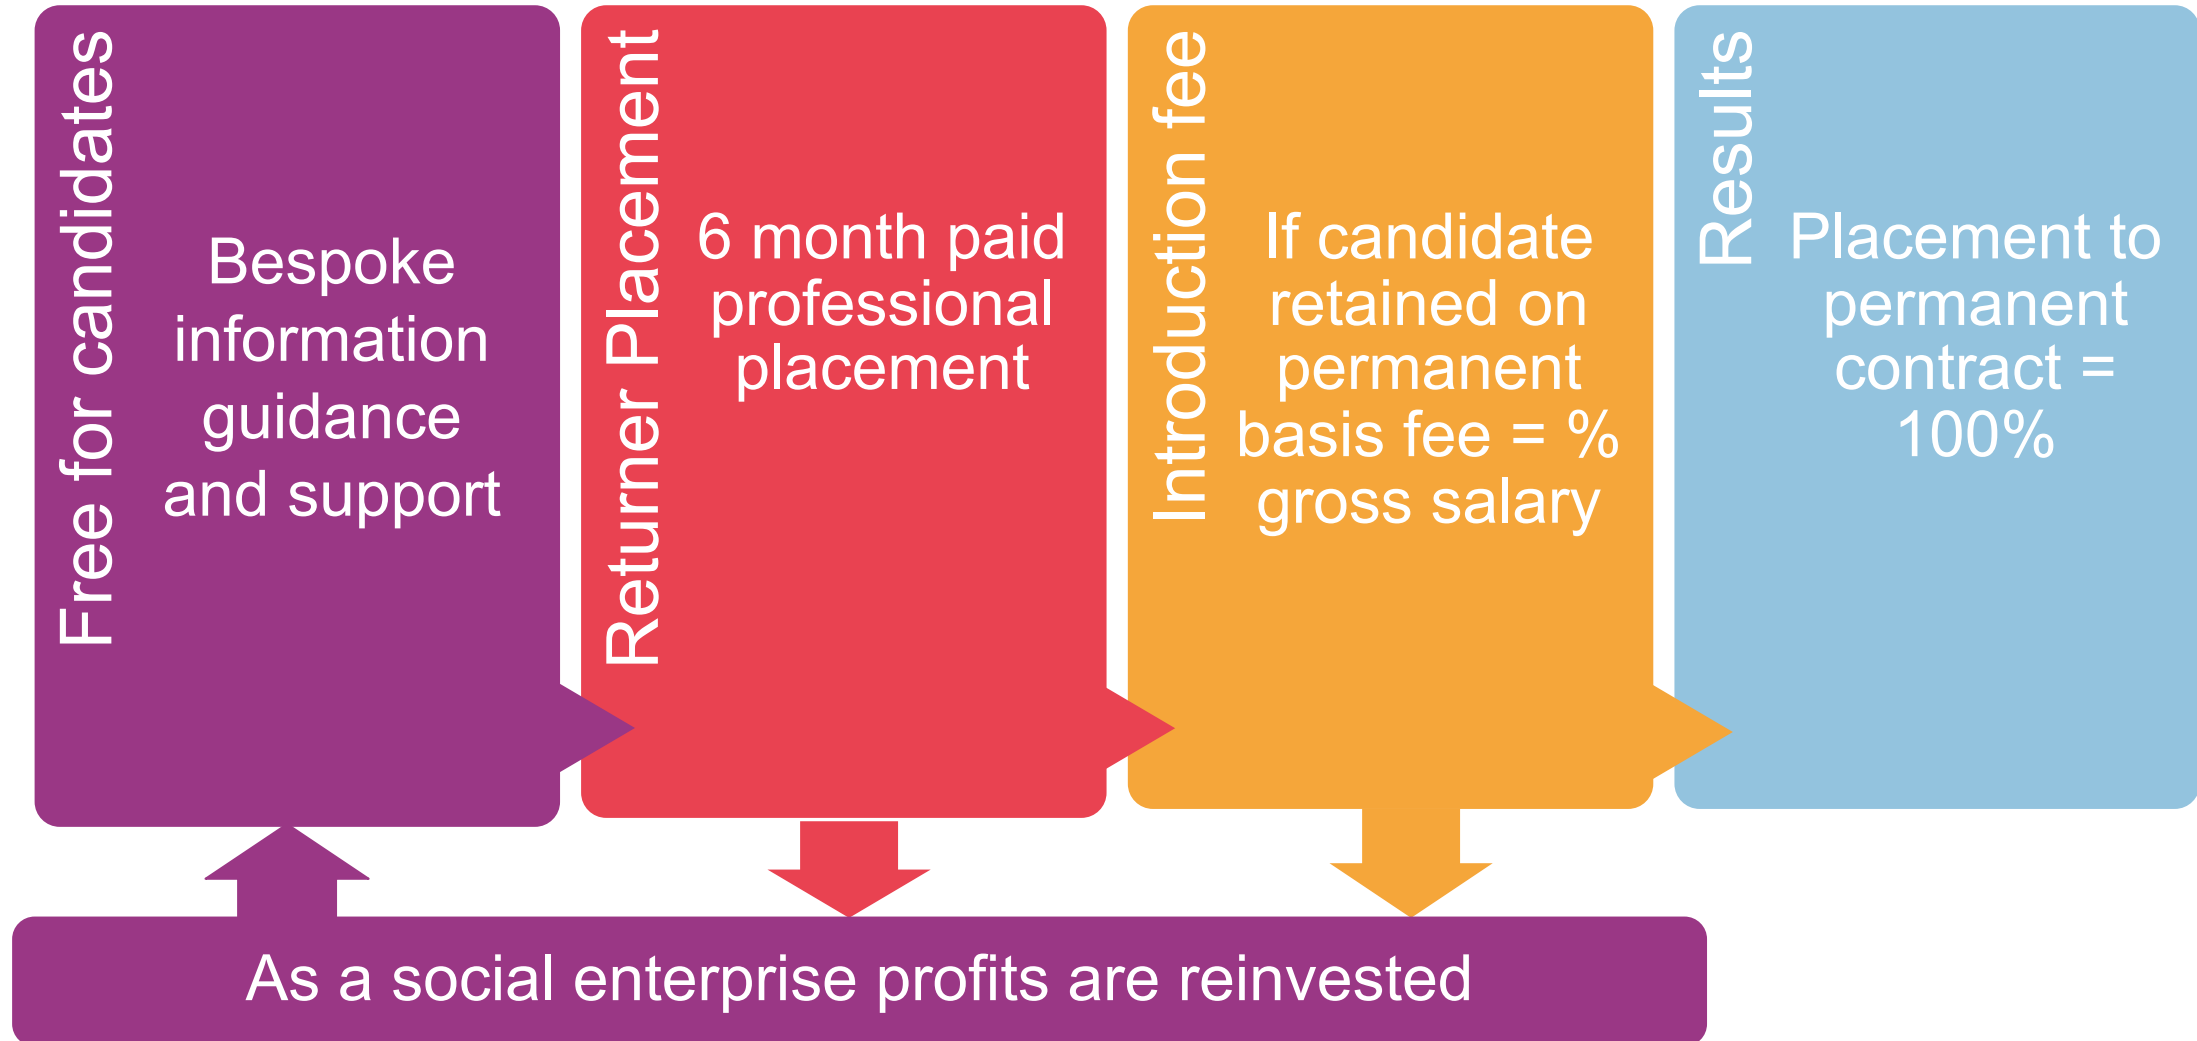 Free for candidates
Bespoke
information
guidance
and support
Returner Placement
6 month paid
professional
placement
Introduction fee
If candidate
retained on
permanent
basis fee = %
gross salary
Results
Placement to
permanent
contract =
100%
As a social enterprise profits are reinvested